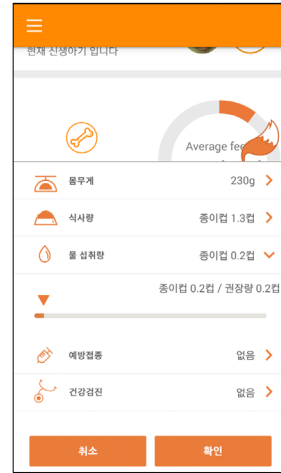 현재 신생아기 입니다
Average fee
몸무게 230g
식사량 종이컵 1.3컵
물 섭취량 종이컵 0.2컵
종이컵 0.2컵 / 권장량 0.2컵
예방접종 없음
건강검진 없음
취소 확인